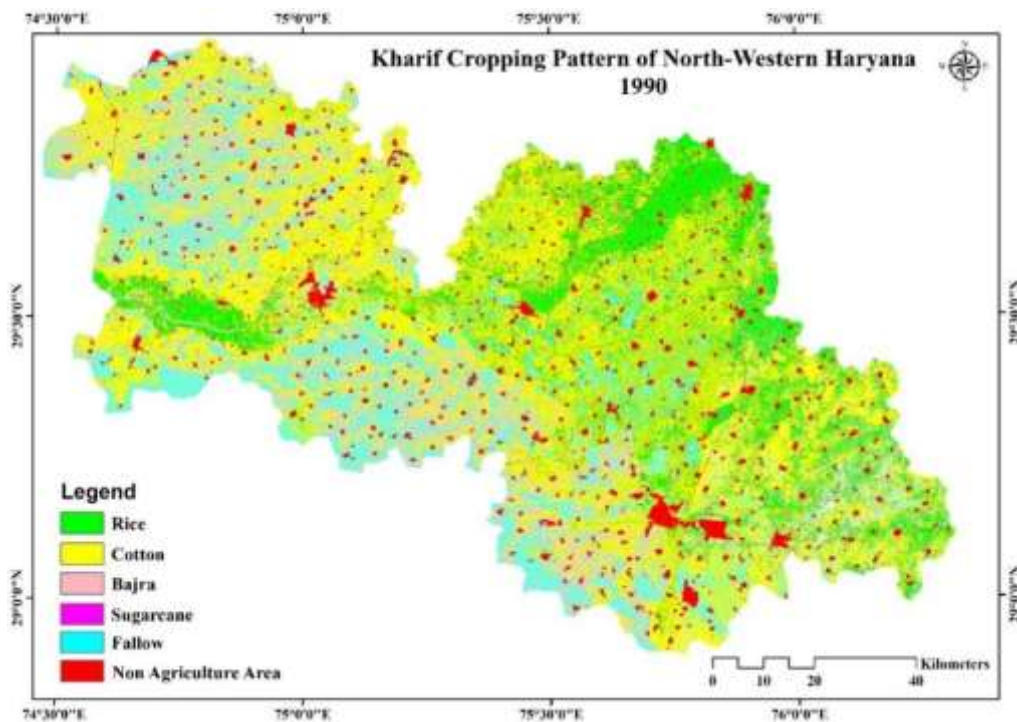 74°30'0"E 75°0'0"E 75°30'0"E 76°0'0"E
Kharif Cropping Pattern of North-Western Haryana
1990
29°30'0"N 29°30'0"N
29°0'0"N 29°0'0"N
Legend
Rice
Cotton
Bajra
Sugarcane
Fallow
Non Agriculture Area
Kilometers
0 10 20 40
74°30'0"E 75°0'0"E 75°30'0"E 76°0'0"E